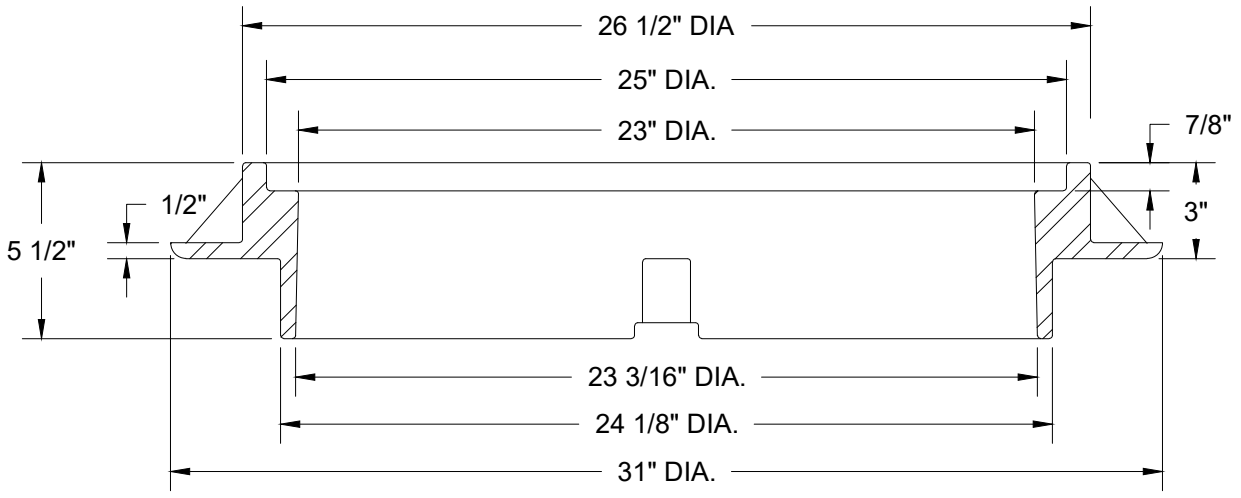 26 1/2" DIA
25" DIA.
23" DIA.
7/8"
1/2"
3"
5 1/2"
23 3/16" DIA.
24 1/8" DIA.
31" DIA.